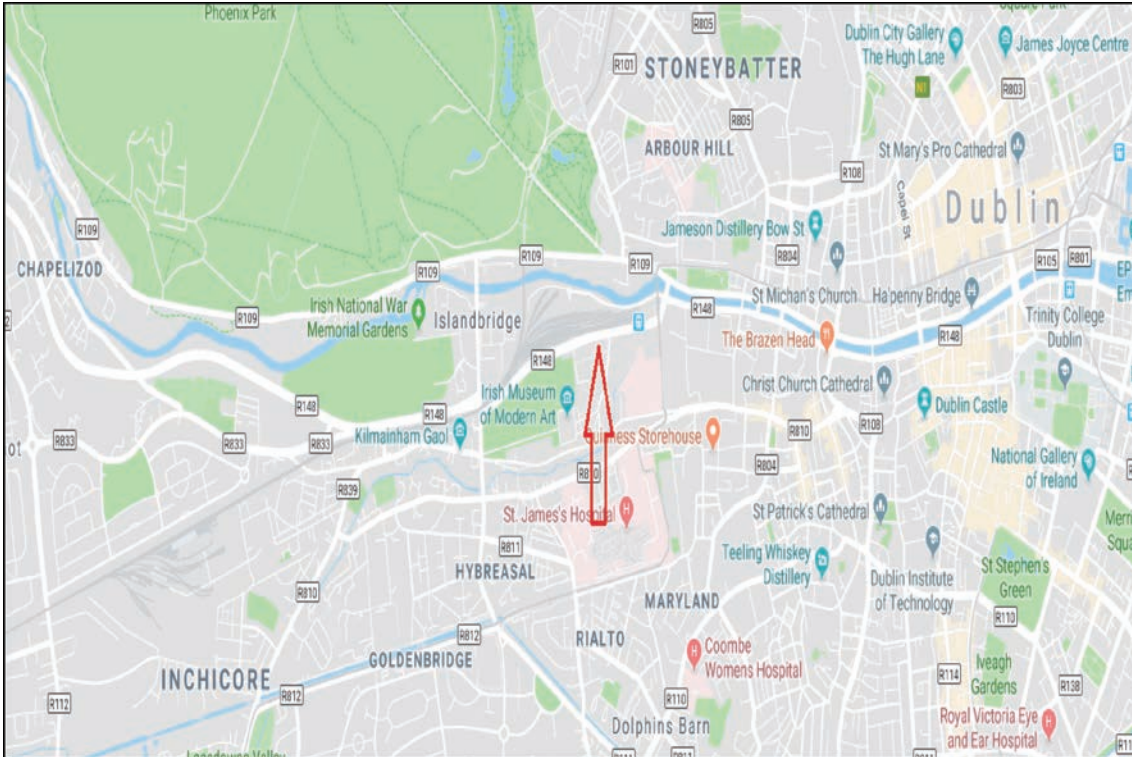 Phoenix Park
R805
Dublin City Gallery
The Hugh Lane
James Joyce Centre
R101
STONEYBATTER
N1
R803
R805
ARBOUR HILL
St Mary's Pro Cathedral
R108
Capel St
Dublin
R109
CHAPELIZOD
Jameson Distillery Bow St
R804
R109
R109
R109
R105
R801
Irish National War
Memorial Gardens
Islandbridge
R109
R148
St Michan's Church
Ha'penny Bridge
Trinity College
Dublin
The Brazen Head
R148
R148
Irish Museum
of Modern Art
Christ Church Cathedral
Dublin Castle
R148
R148
R833
R833
R833
Kilmainham Gaol
Guinness Storehouse
R810
R108
National Gallery
of Ireland
R839
R810
R804
St. James's Hospital
St Patrick's Cathedral
R811
HYBREASAL
Teeling Whiskey
Distillery
Dublin Institute
of Technology
St Stephen's
Green
R810
MARYLAND
R110
R812
RIALTO
GOLDENBRIDGE
Coombe
Womens Hospital
Iveagh
Gardens
INCHICORE
R812
R112
R110
R114
R138
Dolphins Barn
Royal Victoria Eye
and Ear Hospital